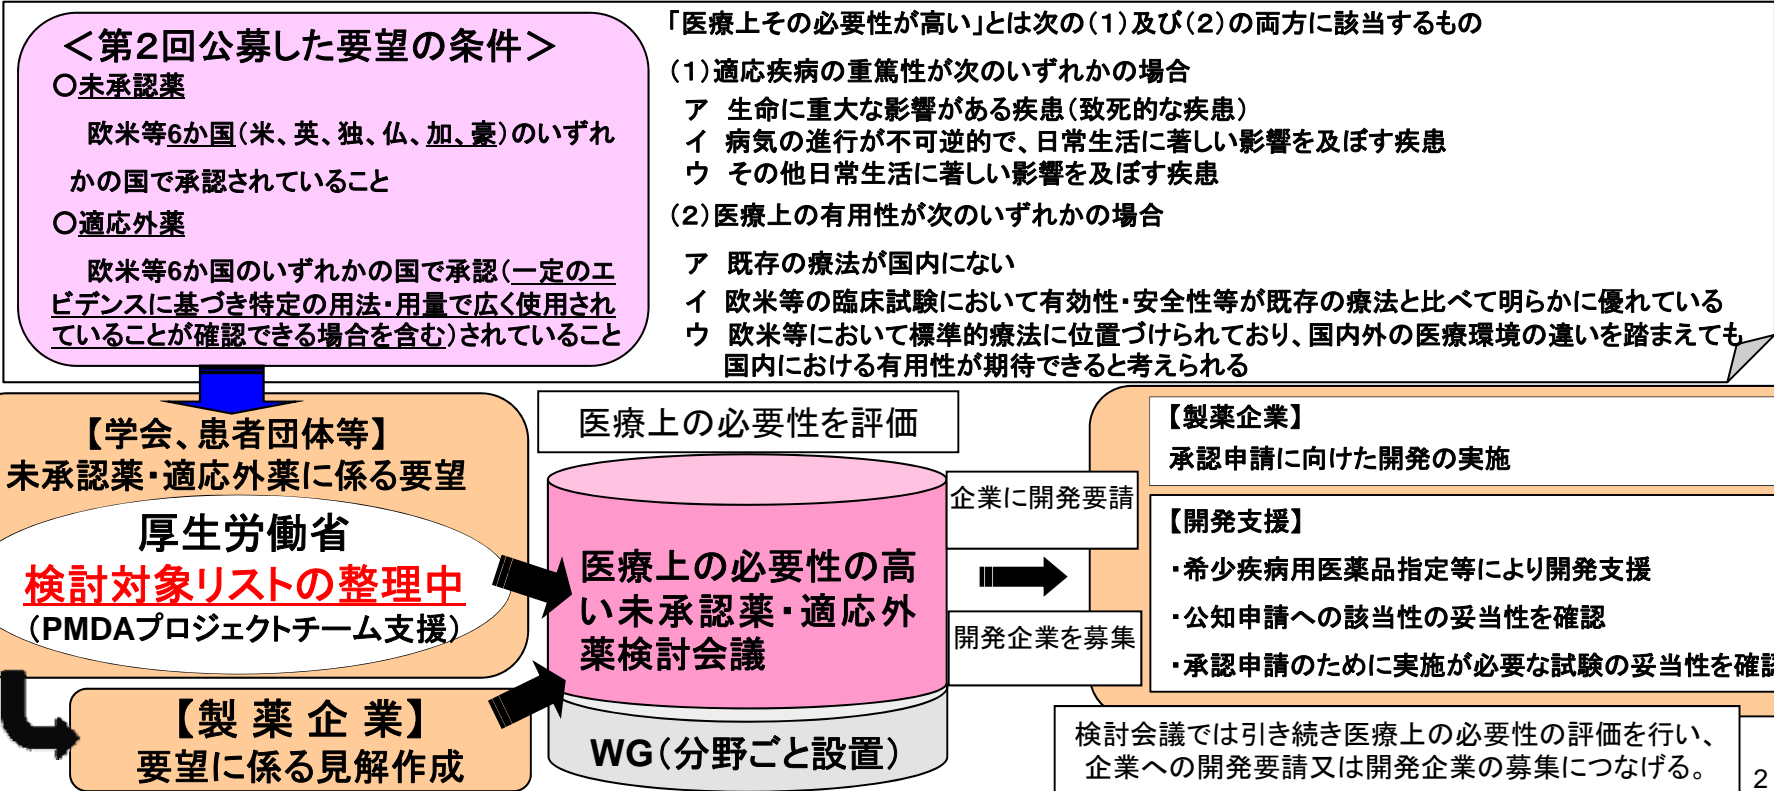 ＜第２回公募した要望の条件＞
○未承認薬
欧米等6か国（米、英、独、仏、加、豪）のいずれ
かの国で承認されていること
○適応外薬
欧米等6か国のいずれかの国で承認（一定のエ
ビデンスに基づき特定の用法・用量で広く使用され
ていることが確認できる場合を含む）されていること
「医療上その必要性が高い」とは次の（１）及び（２）の両方に該当するもの
（１）適応疾病の重篤性が次のいずれかの場合
ア 生命に重大な影響がある疾患（致死的な疾患）
イ 病気の進行が不可逆的で、日常生活に著しい影響を及ぼす疾患
ウ その他日常生活に著しい影響を及ぼす疾患
（２）医療上の有用性が次のいずれかの場合
ア 既存の療法が国内にない
イ 欧米等の臨床試験において有効性・安全性等が既存の療法と比べて明らかに優れている
ウ 欧米等において標準的療法に位置づけられており、国内外の医療環境の違いを踏まえても
国内における有用性が期待できると考えられる
【学会、患者団体等】
未承認薬・適応外薬に係る要望
厚生労働省
検討対象リストの整理中
（PMDAプロジェクトチーム支援）
【製 薬 企 業】
要望に係る見解作成
医療上の必要性を評価
医療上の必要性の高
い未承認薬・適応外
薬検討会議
WG（分野ごと設置）
企業に開発要請
開発企業を募集
【製薬企業】
承認申請に向けた開発の実施
【開発支援】
・希少疾病用医薬品指定等により開発支援
・公知申請への該当性の妥当性を確認
・承認申請のために実施が必要な試験の妥当性を確認
検討会議では引き続き医療上の必要性の評価を行い、
企業への開発要請又は開発企業の募集につなげる。
2